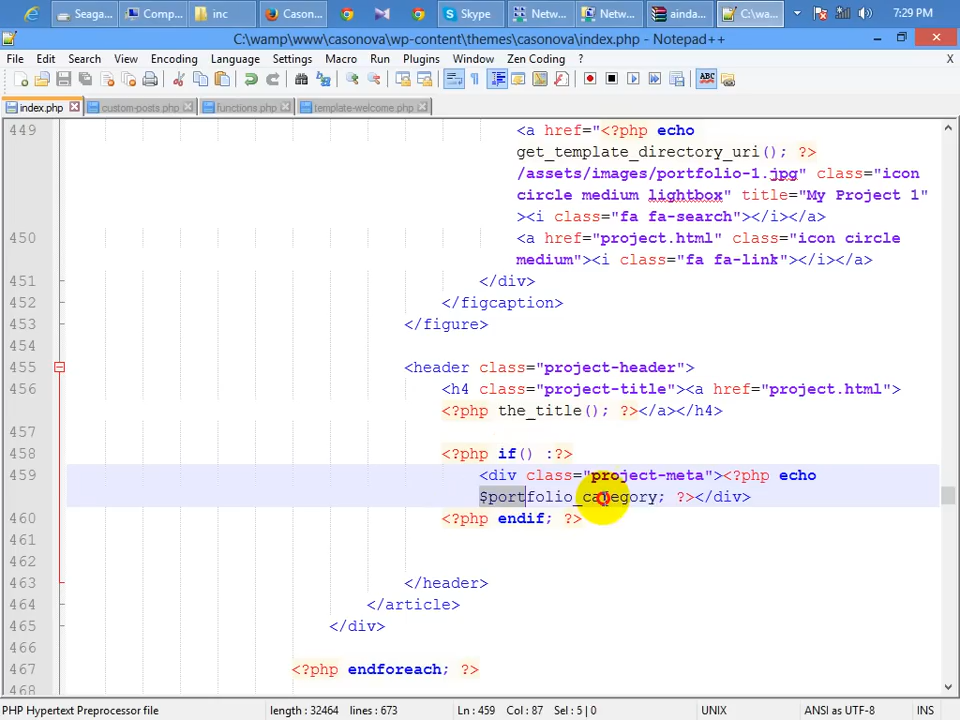 Seaga...
Comp...
inc
Cason...
Skype
Netw...
Netw...
ainda...
C:\wa...
7:29 PM
C:\wamp\www\casonova\wp-content\themes\casonova\index.php - Notepad++
File Edit Search View Encoding Language Settings Macro Run Plugins Window Zen Coding ? X
index.php custom-posts.php functions.php template-welcome.php
449 <a href="<?php echo
get_template_directory_uri(); ?>
/assets/images/portfolio-1.jpg" class="icon
circle medium lightbox" title="My Project 1"
><i class="fa fa-search"></i></a>
450 <a href="project.html" class="icon circle
medium"><i class="fa fa-link"></i></a>
451 </div>
452 </figcaption>
453 </figure>
454
455 <header class="project-header">
456 <h4 class="project-title"><a href="project.html">
<?php the_title(); ?></a></h4>
457
458 <?php if() :?>
459 <div class="project-meta"><?php echo
$portfolio_category; ?></div>
460 <?php endif; ?>
461
462
463 </header>
464 </article>
465 </div>
466
467 <?php endforeach; ?>
468
PHP Hypertext Preprocessor file length : 32464 lines : 673 Ln : 459 Col : 87 Sel : 5 | 0 UNIX ANSI as UTF-8 INS